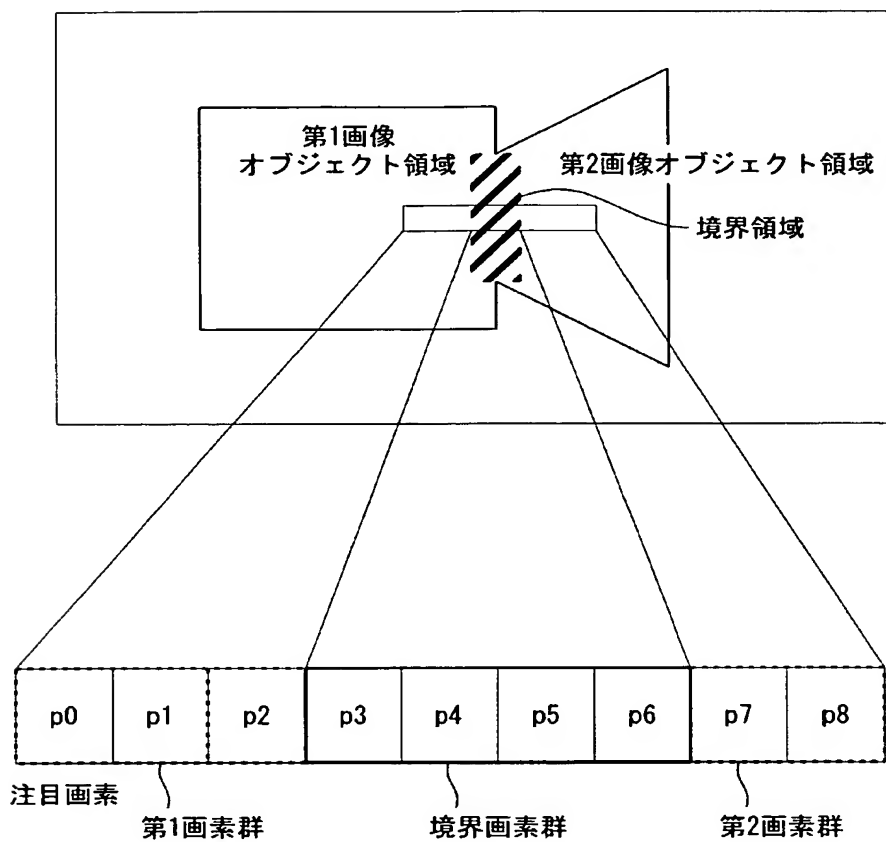 第1画像
オブジェクト領域
第2画像オブジェクト領域
境界領域
p0 p1 p2 p3 p4 p5 p6 p7 p8
注目画素
第1画素群
境界画素群
第2画素群